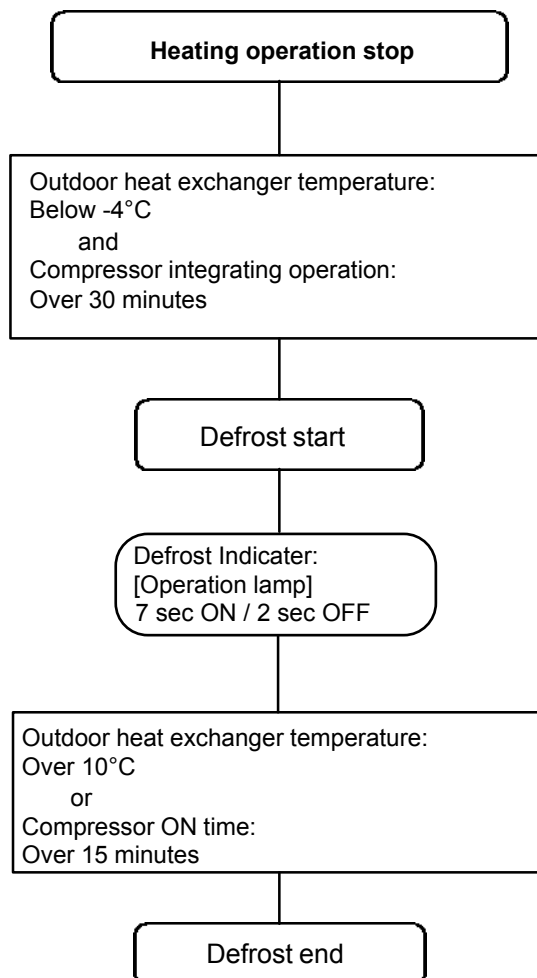 Heating operation stop
Outdoor heat exchanger temperature:
Below -4°C
and
Compressor integrating operation:
Over 30 minutes
Defrost start
Defrost Indicater:
[Operation lamp]
7 sec ON / 2 sec OFF
Outdoor heat exchanger temperature:
Over 10°C
or
Compressor ON time:
Over 15 minutes
Defrost end